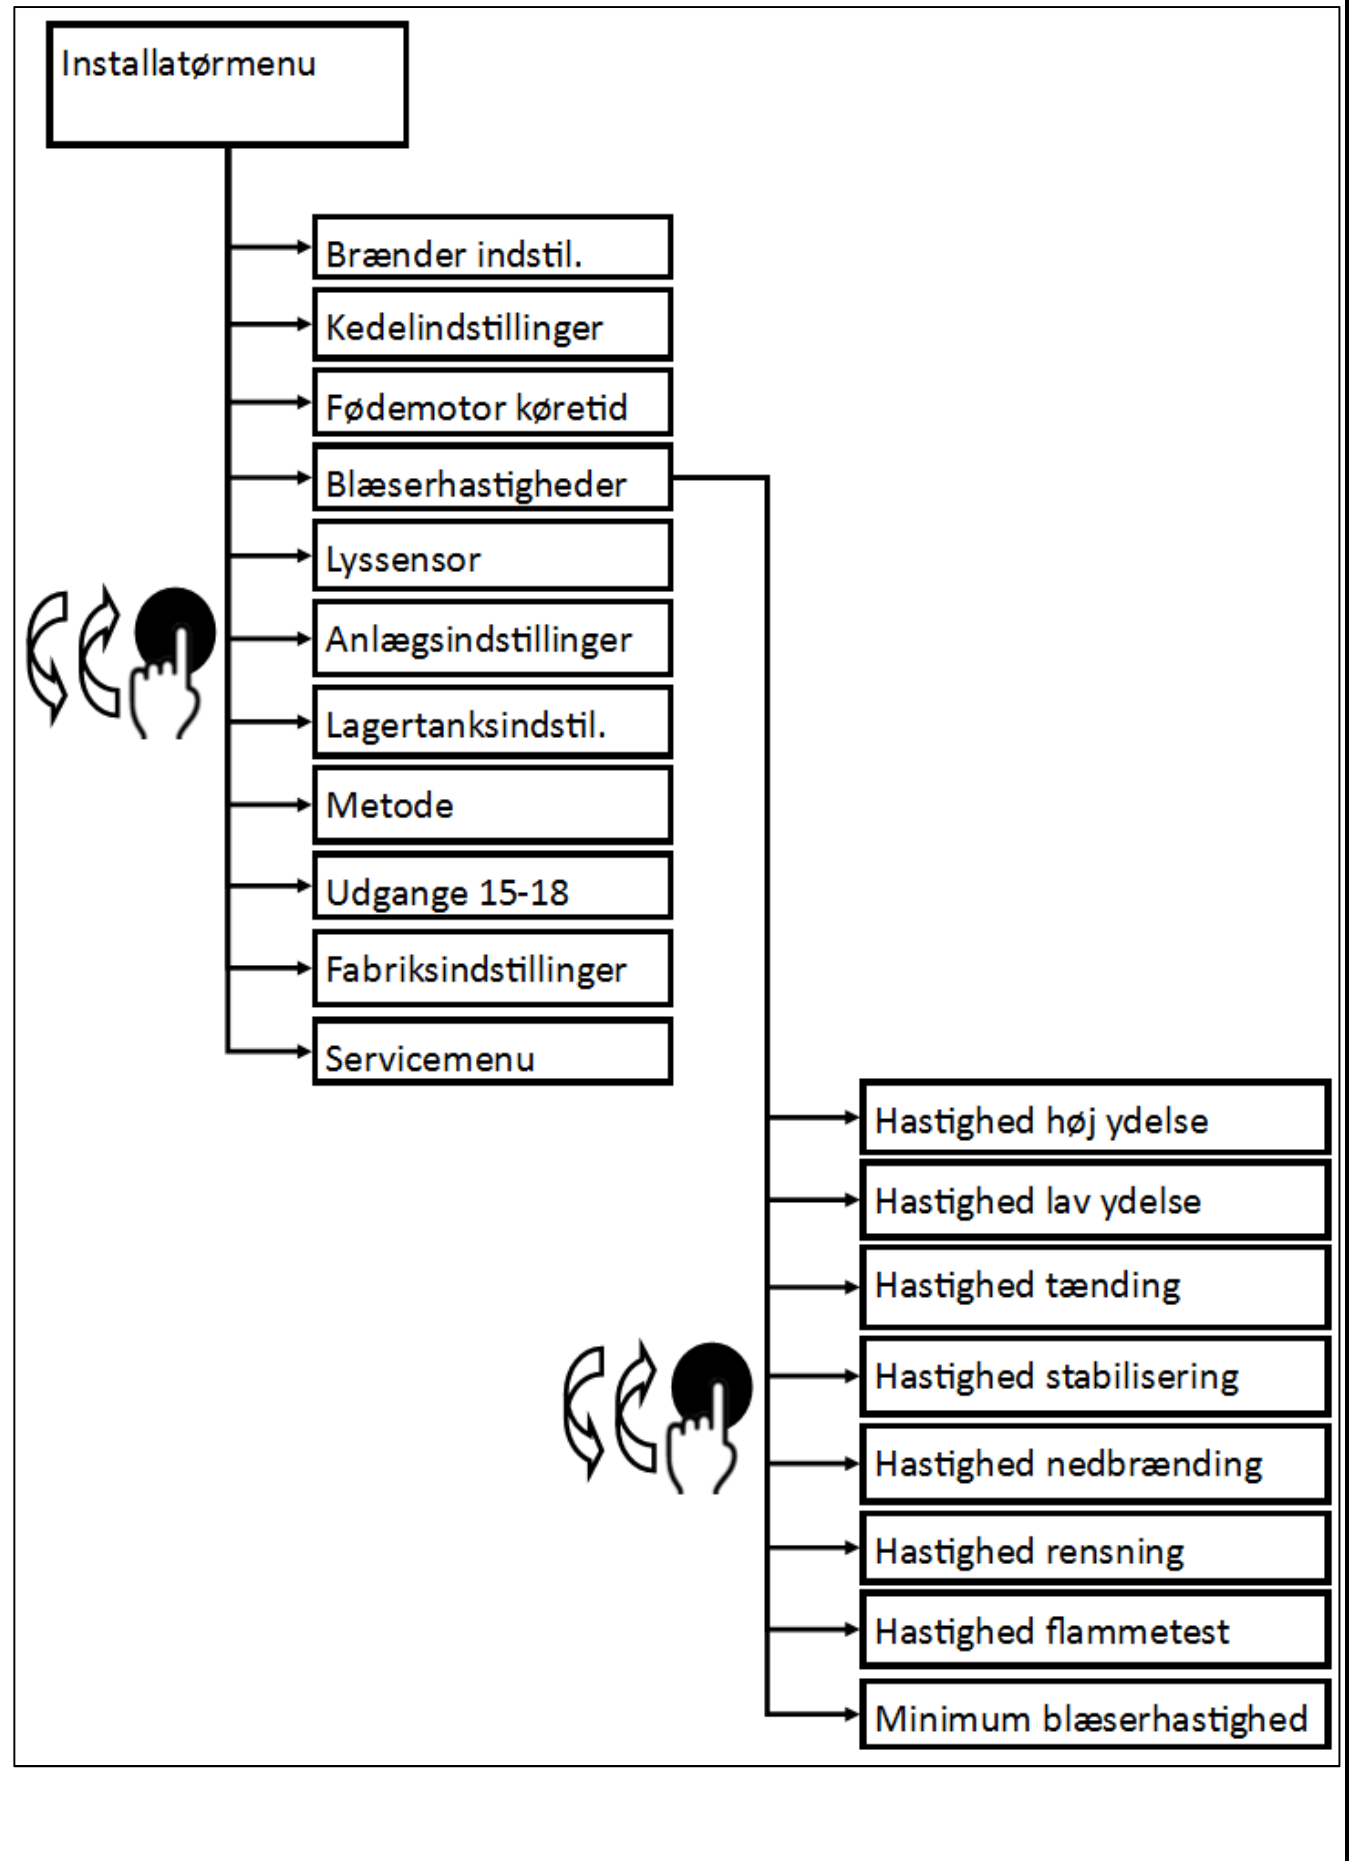 Installatørmenu
Brænder indstil.
Kedelindstillinger
Fødemotor køretid
Blæserhastigheder
Lyssensor
Anlægsindstillinger
Lagertanksindstil.
Metode
Udgange 15-18
Fabriksindstillinger
Servicemenu
Hastighed høj ydelse
Hastighed lav ydelse
Hastighed tænding
Hastighed stabilisering
Hastighed nedbrænding
Hastighed rensning
Hastighed flammetest
Minimum blæserhastighed